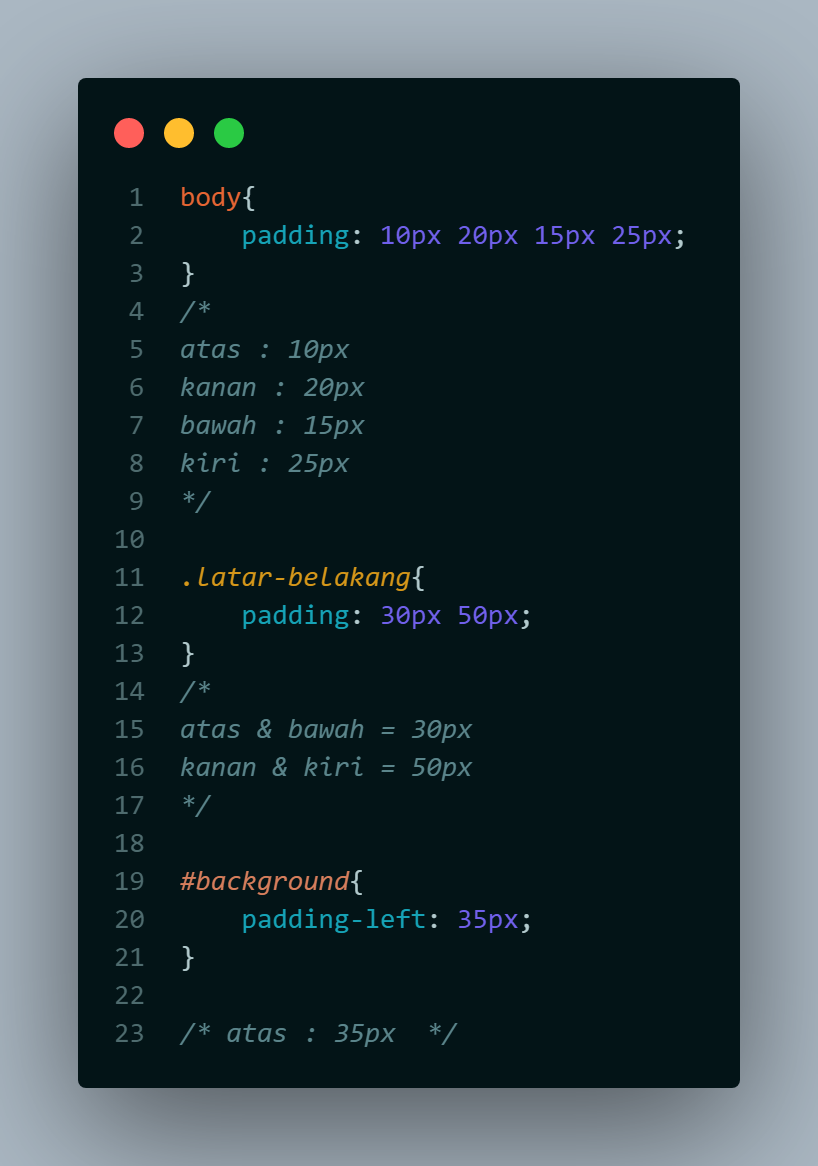 1 body{
2     padding: 10px 20px 15px 25px;
3 }
4 /*
5 atas : 10px
6 kanan : 20px
7 bawah : 15px
8 kiri : 25px
9 */
10
11 .latar-belakang{
12     padding: 30px 50px;
13 }
14 /*
15 atas & bawah = 30px
16 kanan & kiri = 50px
17 */
18
19 #background{
20     padding-left: 35px;
21 }
22
23 /* atas : 35px  */